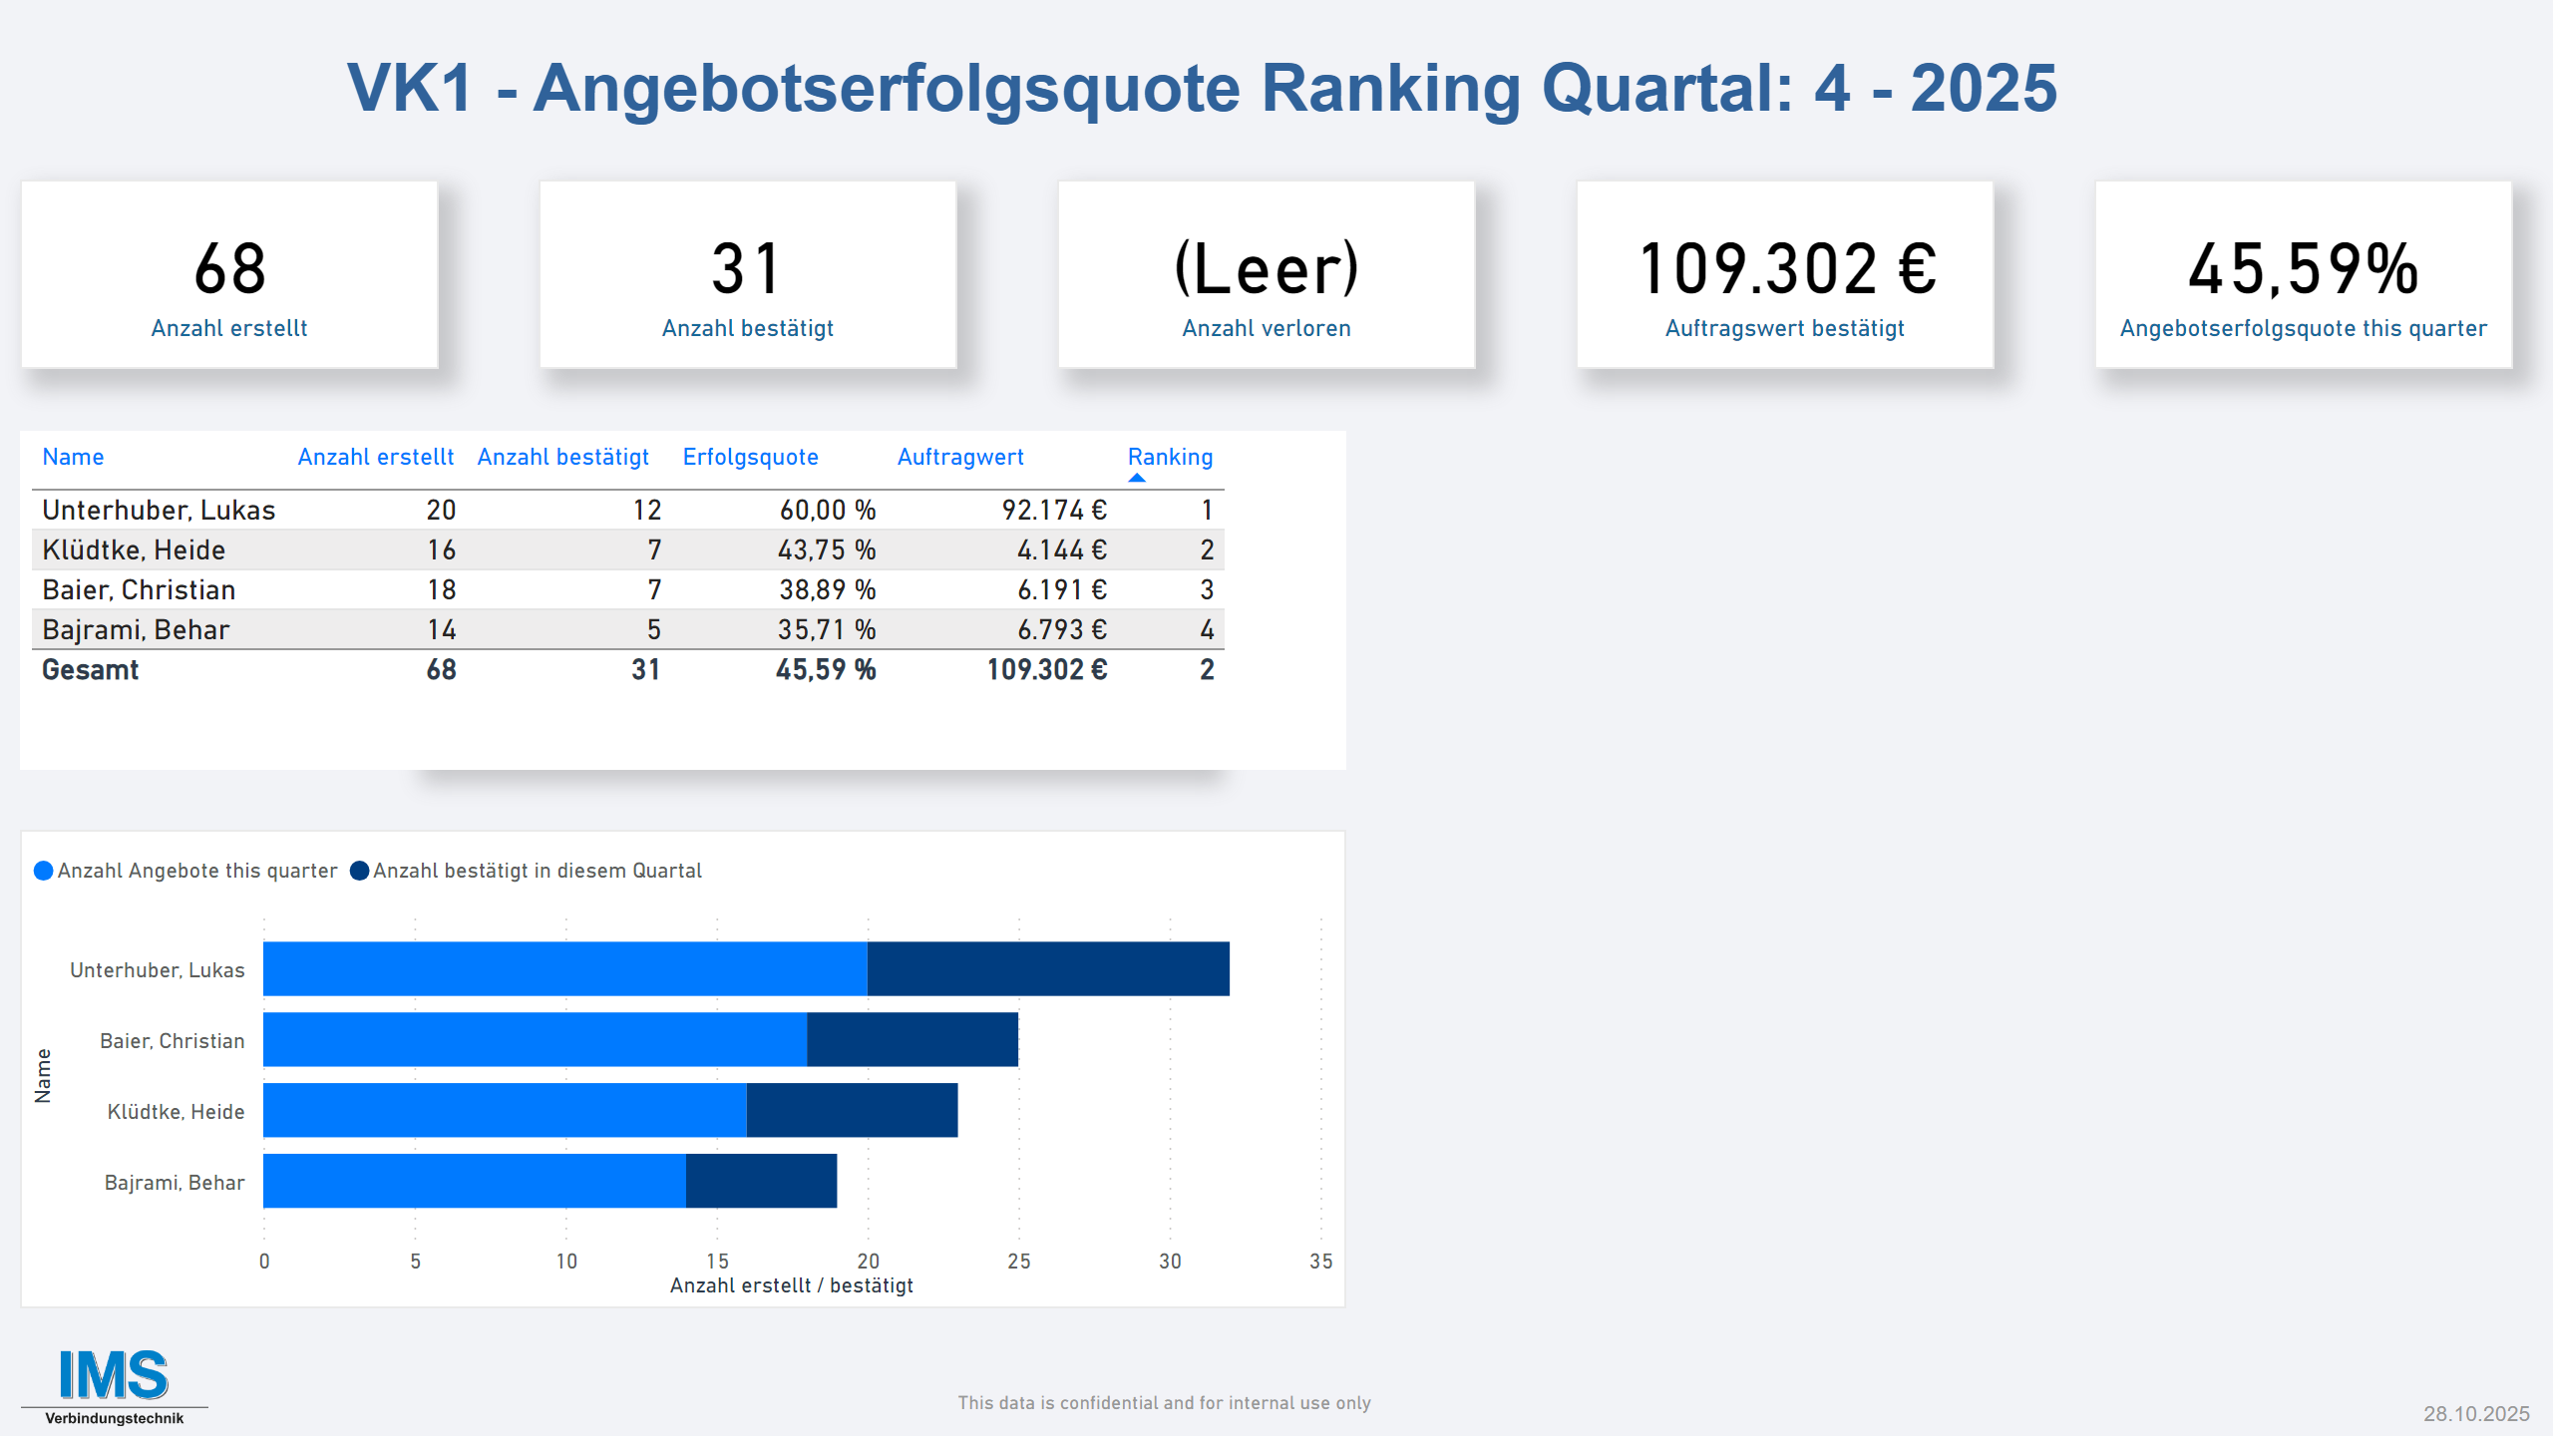 VK1 - Angebotserfolgsquote Ranking Quartal: 4 - 2025
68
Anzahl erstellt
31
Anzahl bestätigt
(Leer)
Anzahl verloren
109.302 €
Auftragswert bestätigt
45,59%
Angebotserfolgsquote this quarter
Name Anzahl erstellt Anzahl bestätigt Erfolgsquote Auftragwert Ranking
Unterhuber, Lukas 20 12 60,00 % 92.174 € 1
Klüdtke, Heide 16 7 43,75 % 4.144 € 2
Baier, Christian 18 7 38,89 % 6.191 € 3
Bajrami, Behar 14 5 35,71 % 6.793 € 4
Gesamt 68 31 45,59 % 109.302 € 2
Anzahl Angebote this quarter Anzahl bestätigt in diesem Quartal
Name
Unterhuber, Lukas
Baier, Christian
Klüdtke, Heide
Bajrami, Behar
0 5 10 15 20 25 30 35
Anzahl erstellt / bestätigt
IMS
Verbindungstechnik
This data is confidential and for internal use only
28.10.2025